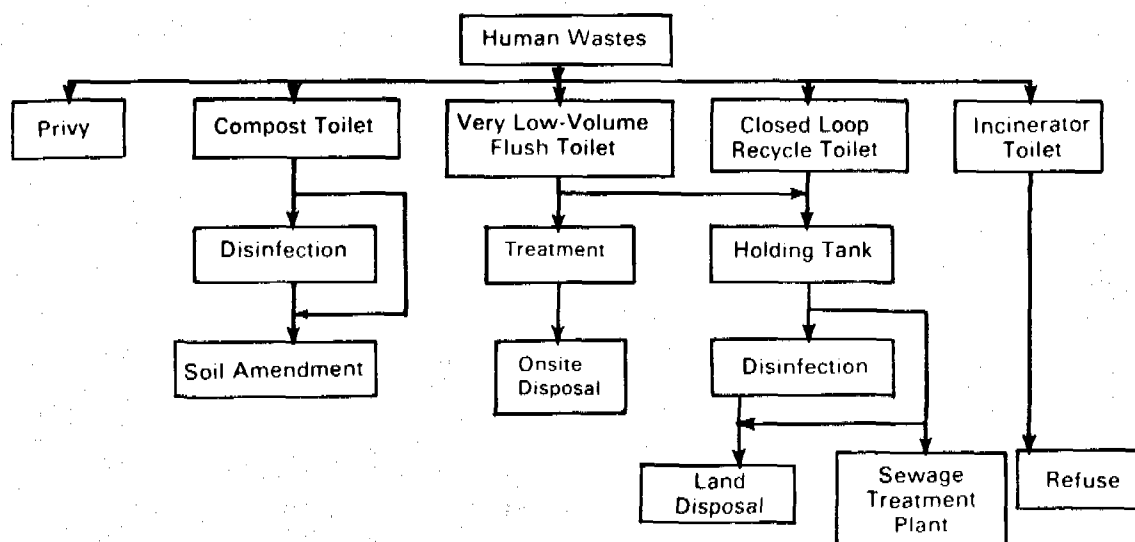 Human Wastes
Privy
Compost Toilet
Very Low-Volume
Flush Toilet
Closed Loop
Recycle Toilet
Incinerator
Toilet
Disinfection
Treatment
Holding Tank
Soil Amendment
Onsite
Disposal
Disinfection
Land
Disposal
Sewage
Treatment
Plant
Refuse